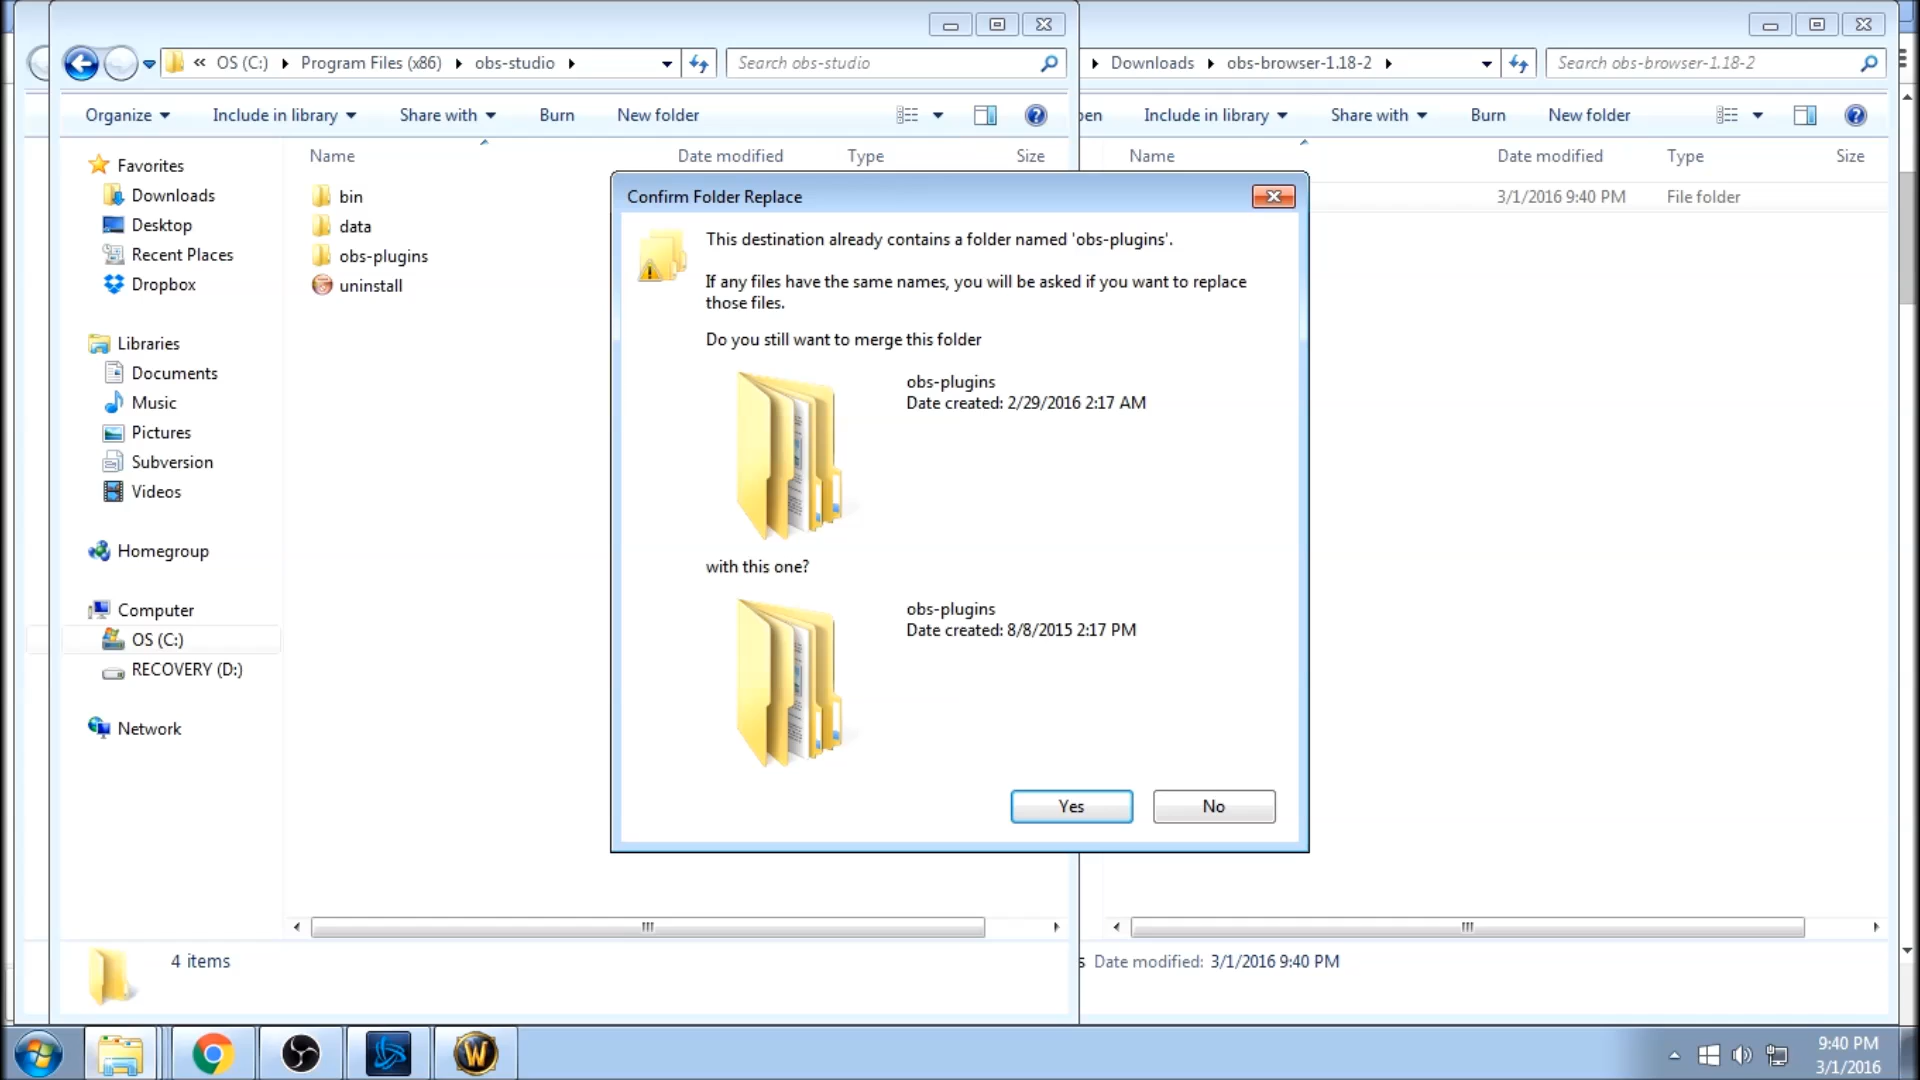 « OS (C:) Program Files (x86) obs-studio
Search obs-studio
Downloads obs-browser-1.18-2
Search obs-browser-1.18-2
Organize Include in library Share with Burn New folder
Include in library Share with Burn New folder
Name Date modified Type Size
Name Date modified Type Size
Favorites
Downloads
Desktop
Recent Places
Dropbox
Libraries
Documents
Music
Pictures
Subversion
Videos
Homegroup
Computer
OS (C:)
RECOVERY (D:)
Network
bin
data
obs-plugins
uninstall
3/1/2016 9:40 PM File folder
Confirm Folder Replace
This destination already contains a folder named 'obs-plugins'.
If any files have the same names, you will be asked if you want to replace
those files.
Do you still want to merge this folder
obs-plugins
Date created: 2/29/2016 2:17 AM
with this one?
obs-plugins
Date created: 8/8/2015 2:17 PM
Yes No
4 items
Date modified: 3/1/2016 9:40 PM
W
9:40 PM
3/1/2016